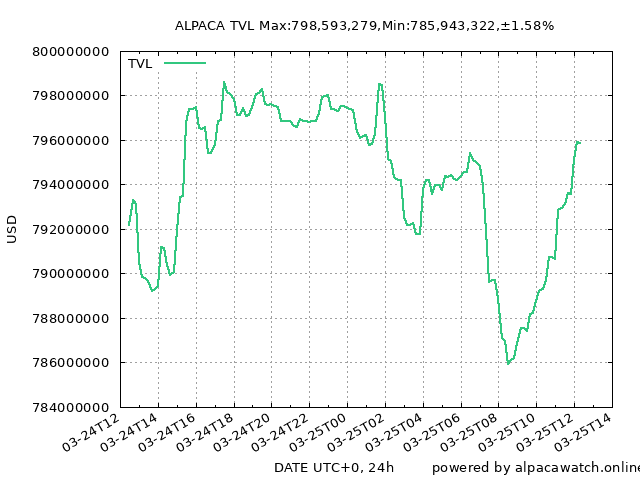 ALPACA TVL Max:798,593,279,Min:785,943,322,±1.58%
800000000
TVL
798000000
796000000
794000000
792000000
USD
790000000
788000000
786000000
784000000
03-24T12
03-24T14
03-24T16
03-24T18
03-24T20
03-24T22
03-25T00
03-25T02
03-25T04
03-25T06
03-25T08
03-25T10
03-25T12
03-25T14
DATE UTC+0, 24h
powered by alpacawatch.online